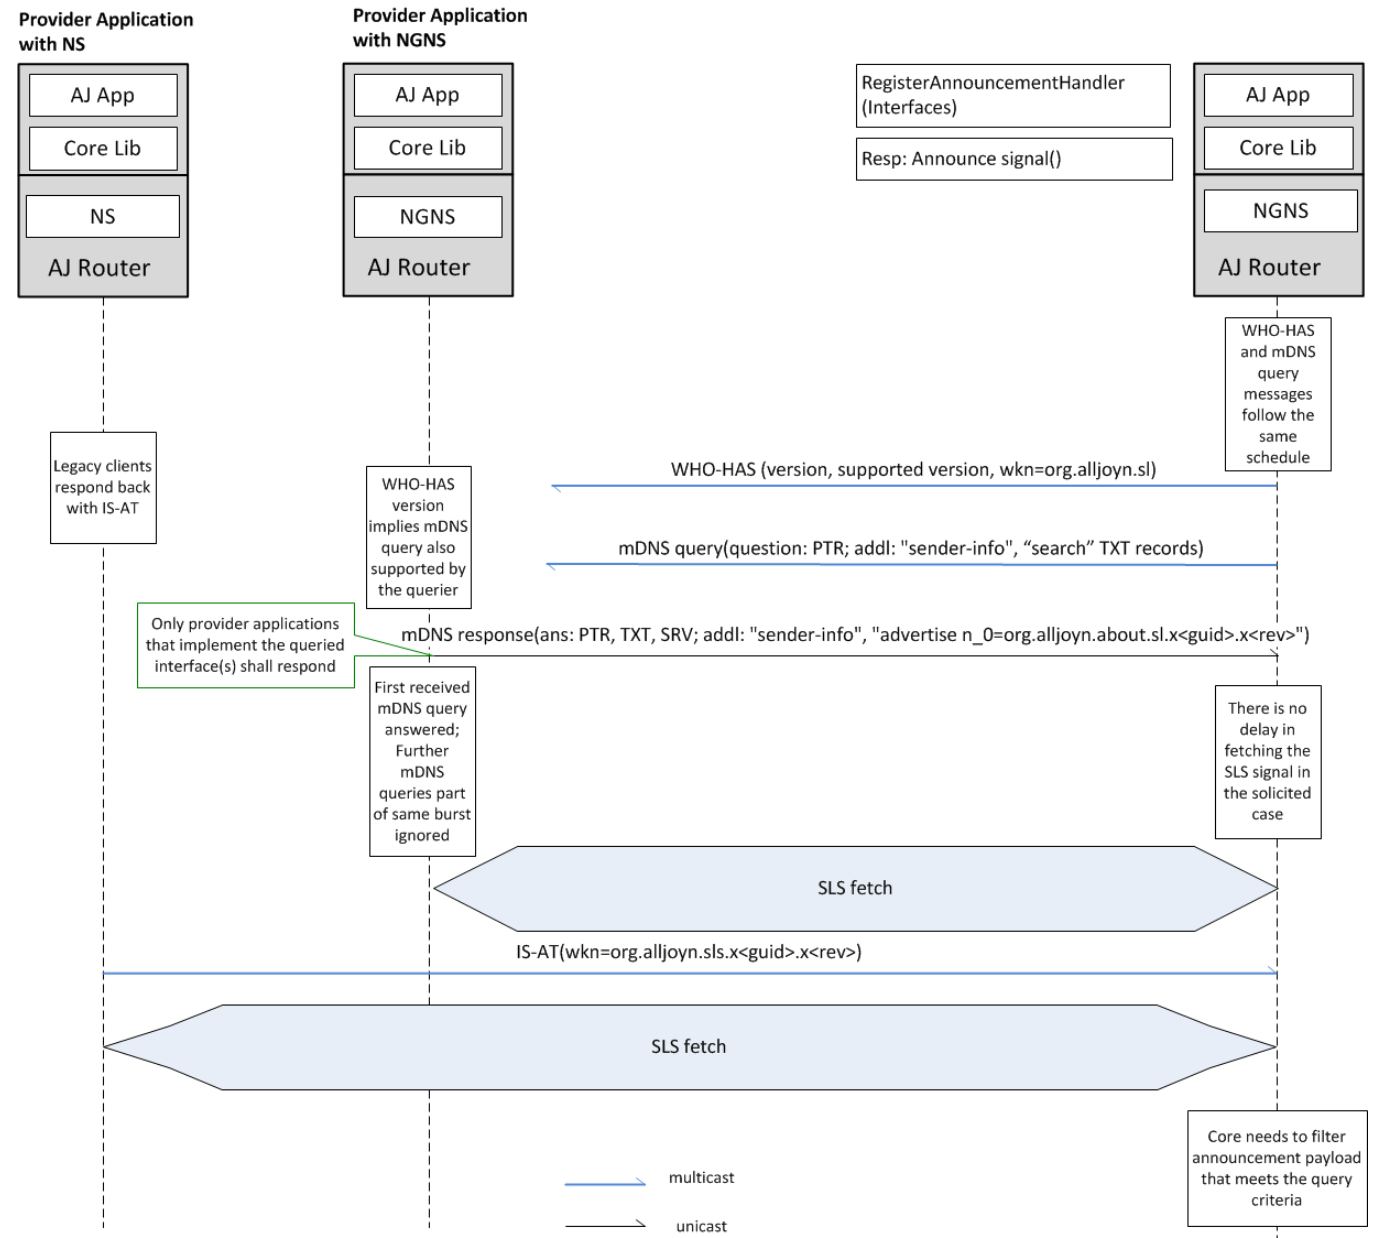 Provider Application
with NS
Provider Application
with NGNS
AJ App
Core Lib
NS
AJ Router
AJ App
Core Lib
NGNS
AJ Router
RegisterAnnouncementHandler
(Interfaces)
Resp: Announce signal()
AJ App
Core Lib
NGNS
AJ Router
WHO-HAS
and mDNS
query
messages
follow the
same
schedule
Legacy clients
respond back
with IS-AT
WHO-HAS
version
implies mDNS
query also
supported by
the querier
WHO-HAS (version, supported version, wkn=org.alljoyn.sl)
mDNS query(question: PTR; addl: "sender-info", “search” TXT records)
Only provider applications
that implement the queried
interface(s) shall respond
mDNS response(ans: PTR, TXT, SRV; addl: "sender-info", "advertise n_0=org.alljoyn.about.sl.x<guid>.x<rev>")
First received
mDNS query
answered;
Further
mDNS
queries part
of same burst
ignored
There is no
delay in
fetching the
SLS signal in
the solicited
case
SLS fetch
IS-AT(wkn=org.alljoyn.sls.x<guid>.x<rev>)
SLS fetch
Core needs to filter
announcement payload
that meets the query
criteria
multicast
unicast